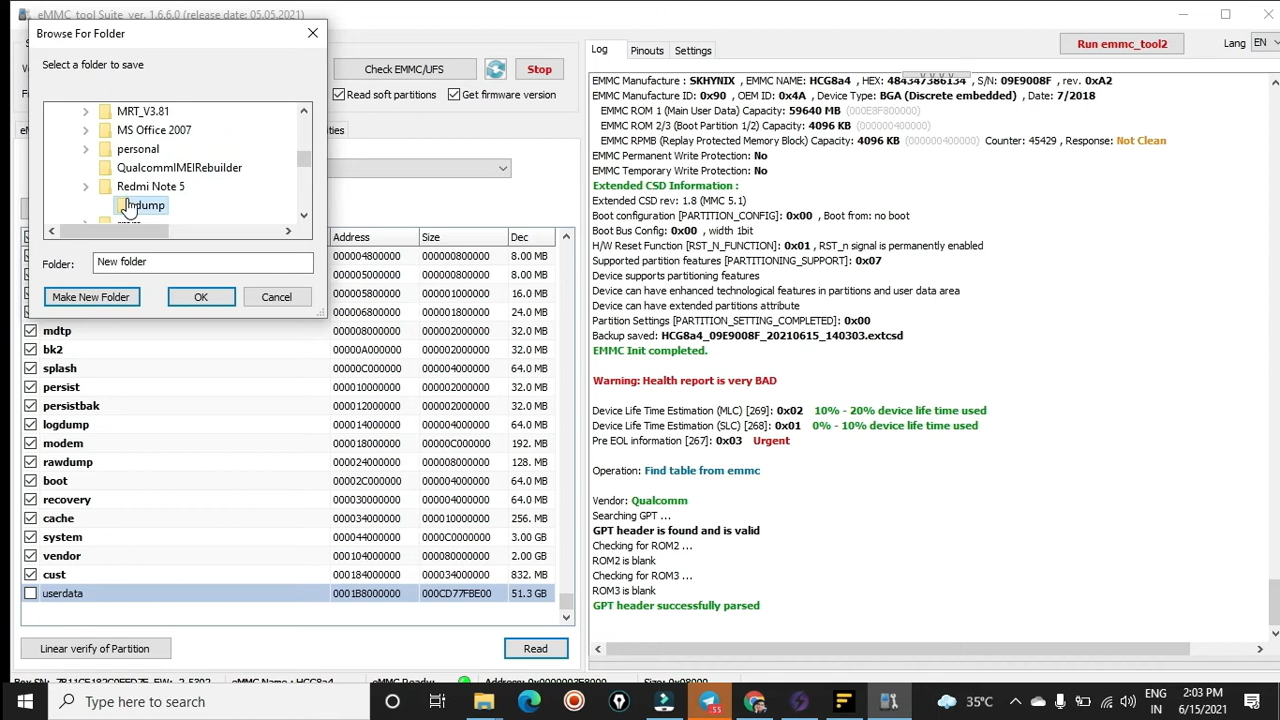 eMMC_tool Suite ver. 1.6.6.0 (release date: 05.05.2021)
Browse For Folder
Select a folder to save
MRT_V3.81
MS Office 2007
personal
QualcommIMEIRebuilder
Redmi Note 5
dump
Folder: New folder
Make New Folder OK Cancel
Check EMMC/UFS Stop
Read soft partitions Get firmware version
Address Size Dec
000004800000 000000800000 8.00 MB
000005000000 000000800000 8.00 MB
000005800000 000001000000 16.0 MB
000006800000 000001800000 24.0 MB
mdtp 000008000000 000002000000 32.0 MB
bk2 00000A000000 000002000000 32.0 MB
splash 00000C000000 000004000000 64.0 MB
persist 000010000000 000002000000 32.0 MB
persistbak 000012000000 000002000000 32.0 MB
logdump 000014000000 000004000000 64.0 MB
modem 000018000000 00000C000000 192. MB
rawdump 000024000000 000008000000 128. MB
boot 00002C000000 000004000000 64.0 MB
recovery 000030000000 000004000000 64.0 MB
cache 000034000000 000010000000 256. MB
system 000044000000 0000C0000000 3.00 GB
vendor 000104000000 000080000000 2.00 GB
cust 000184000000 000034000000 832. MB
userdata 0001B8000000 000CD77FBE00 51.3 GB
Linear verify of Partition Read
Log Pinouts Settings Run emmc_tool2 Lang EN
EMMC Manufacture : SKHYNIX , EMMC NAME: HCG8a4 , HEX: 484347386134 , S/N: 09E9008F , rev. 0xA2
EMMC Manufacture ID: 0x90 , OEM ID: 0x4A , Device Type: BGA (Discrete embedded) , Date: 7/2018
EMMC ROM 1 (Main User Data) Capacity: 59640 MB (000E8F800000)
EMMC ROM 2/3 (Boot Partition 1/2) Capacity: 4096 KB (000000400000)
EMMC RPMB (Replay Protected Memory Block) Capacity: 4096 KB (000000400000) Counter: 45429 , Response: Not Clean
EMMC Permanent Write Protection: No
EMMC Temporary Write Protection: No
Extended CSD Information :
Extended CSD rev: 1.8 (MMC 5.1)
Boot configuration [PARTITION_CONFIG]: 0x00 , Boot from: no boot
Boot Bus Config: 0x00 , width 1bit
H/W Reset Function [RST_N_FUNCTION]: 0x01 , RST_n signal is permanently enabled
Supported partition features [PARTITIONING_SUPPORT]: 0x07
Device supports partitioning features
Device can have enhanced technological features in partitions and user data area
Device can have extended partitions attribute
Partition Settings [PARTITION_SETTING_COMPLETED]: 0x00
Backup saved: HCG8a4_09E9008F_20210615_140303.extcsd
EMMC Init completed.
Warning: Health report is very BAD
Device Life Time Estimation (MLC) [269]: 0x02 10% - 20% device life time used
Device Life Time Estimation (SLC) [268]: 0x01 0% - 10% device life time used
Pre EOL information [267]: 0x03 Urgent
Operation: Find table from emmc
Vendor: Qualcomm
Searching GPT ...
GPT header is found and is valid
Checking for ROM2 ...
ROM2 is blank
Checking for ROM3 ...
ROM3 is blank
GPT header successfully parsed
Type here to search
55
35°C
ENG
IN
2:03 PM
6/15/2021